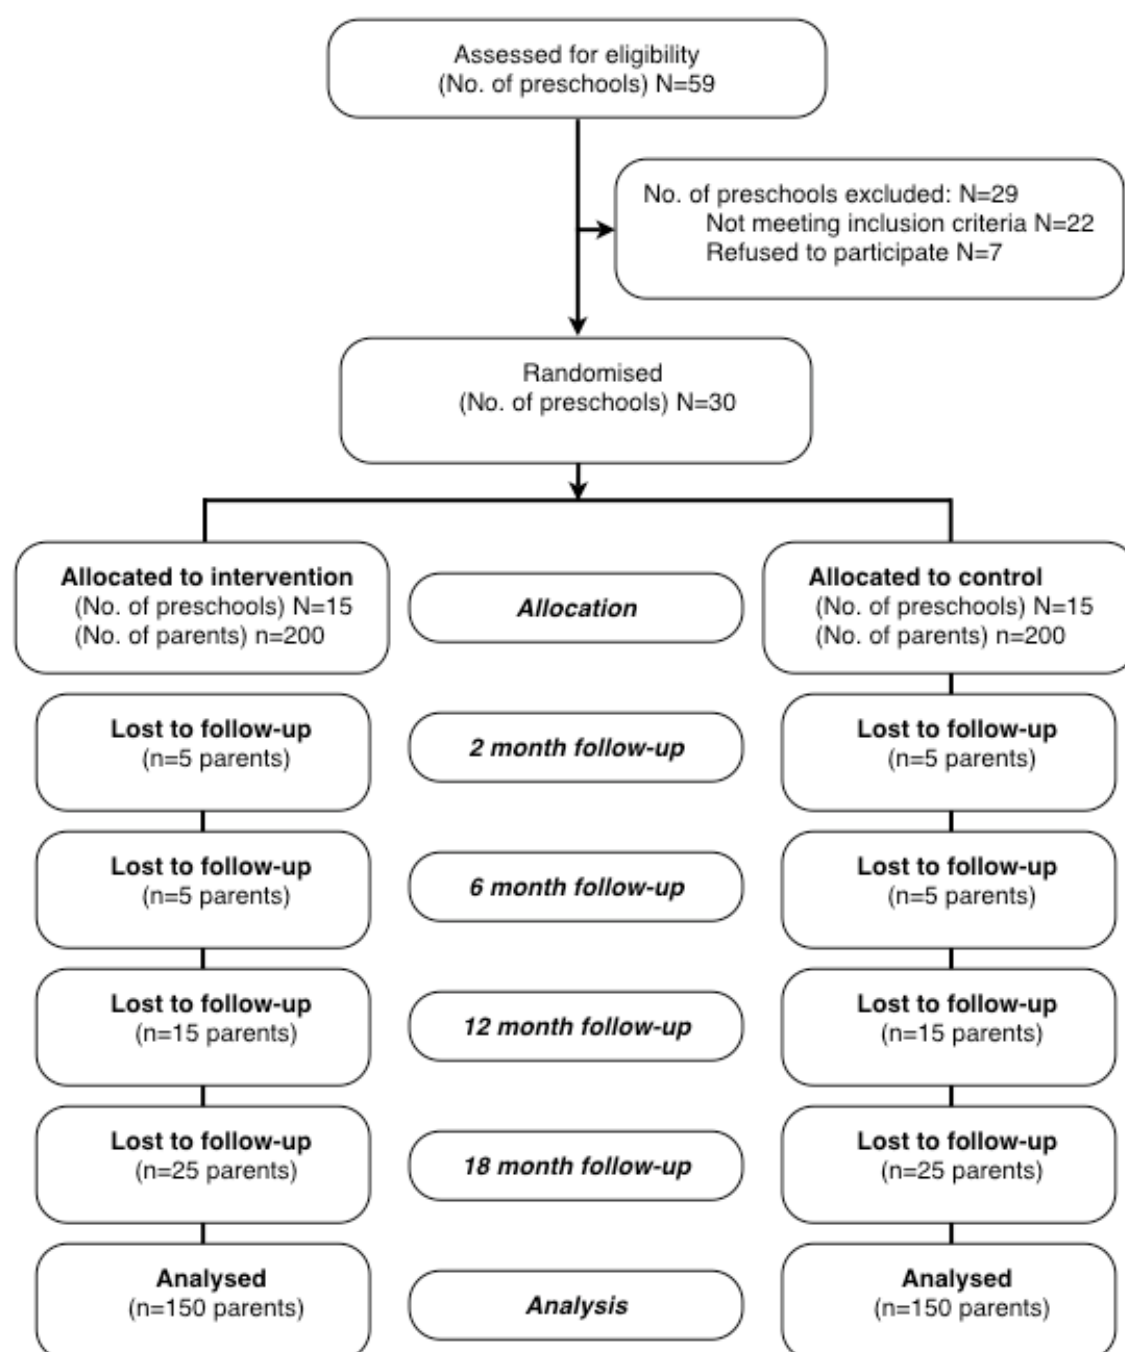 Assessed for eligibility
(No. of preschools) N=59
No. of preschools excluded: N=29
Not meeting inclusion criteria N=22
Refused to participate N=7
Randomised
(No. of preschools) N=30
Allocated to intervention
(No. of preschools) N=15
(No. of parents) n=200
Allocation
Allocated to control
(No. of preschools) N=15
(No. of parents) n=200
Lost to follow-up
(n=5 parents)
2 month follow-up
Lost to follow-up
(n=5 parents)
Lost to follow-up
(n=5 parents)
6 month follow-up
Lost to follow-up
(n=5 parents)
Lost to follow-up
(n=15 parents)
12 month follow-up
Lost to follow-up
(n=15 parents)
Lost to follow-up
(n=25 parents)
18 month follow-up
Lost to follow-up
(n=25 parents)
Analysed
(n=150 parents)
Analysis
Analysed
(n=150 parents)